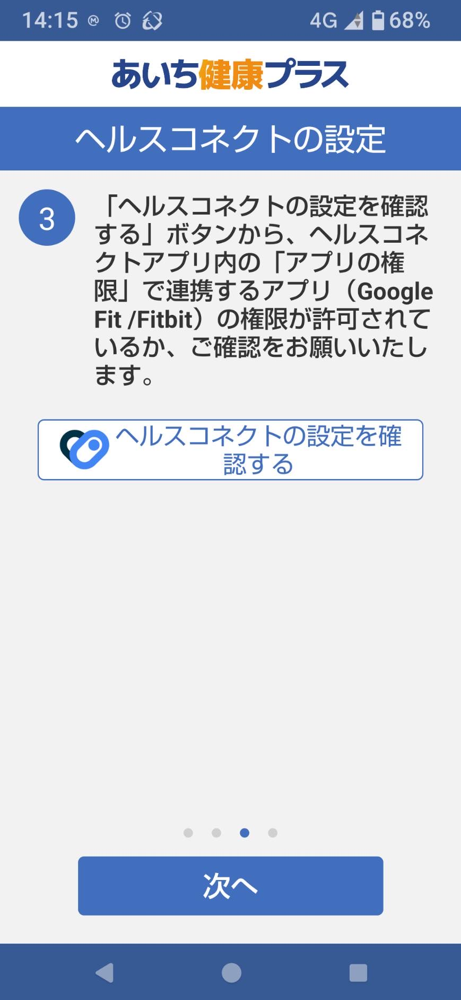 14:15 4G 68%
あいち健康プラス
ヘルスコネクトの設定
3
「ヘルスコネクトの設定を確認
する」ボタンから、ヘルスコネ
クトアプリ内の「アプリの権
限」で連携するアプリ（Google
Fit /Fitbit）の権限が許可されて
いるか、ご確認をお願いいたし
ます。
ヘルスコネクトの設定を確
認する
次へ